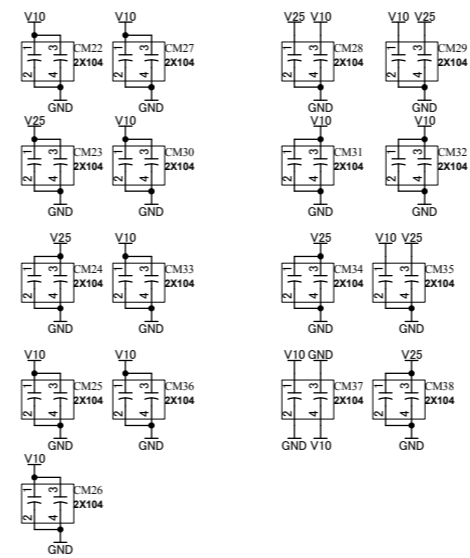 V10 V10 V25 V10 V10 V25
1 3 CM22 1 3 CM27 1 3 CM28 1 3 CM29
2 4 2X104 2 4 2X104 2 4 2X104 2 4 2X104
GND GND GND GND
V25 V10 V10 V10
1 3 CM23 1 3 CM30 1 3 CM31 1 3 CM32
2 4 2X104 2 4 2X104 2 4 2X104 2 4 2X104
GND GND GND GND
V25 V10 V25 V10 V25
1 3 CM24 1 3 CM33 1 3 CM34 1 3 CM35
2 4 2X104 2 4 2X104 2 4 2X104 2 4 2X104
GND GND GND GND
V10 V10 V10 GND V25
1 3 CM25 1 3 CM36 1 3 CM37 1 3 CM38
2 4 2X104 2 4 2X104 2 4 2X104 2 4 2X104
GND GND GND V10 GND
V10
1 3 CM26
2 4 2X104
GND